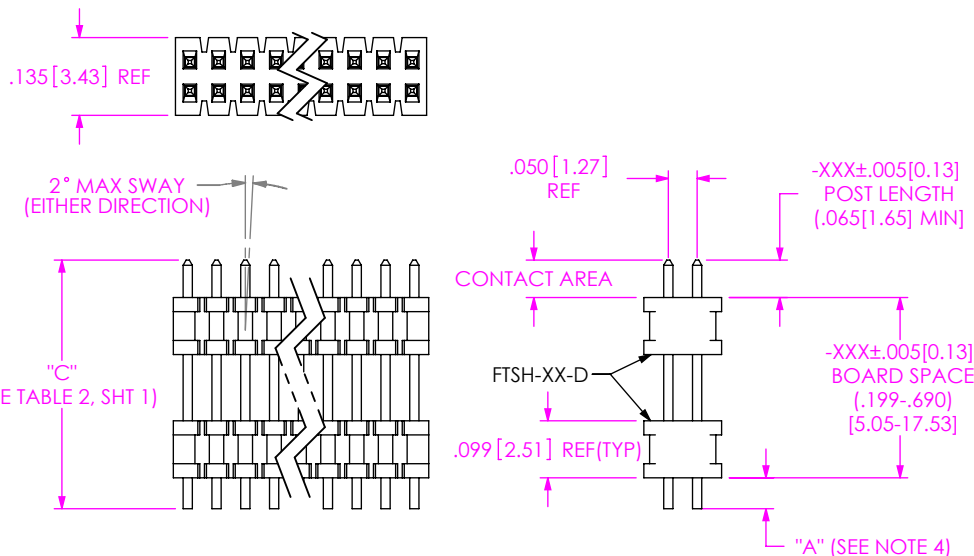 .135 [3.43] REF
2° MAX SWAY
(EITHER DIRECTION)
"C"
E TABLE 2, SHT 1)
.050 [1.27]
REF
-XXX±.005[0.13]
POST LENGTH
(.065[1.65] MIN]
CONTACT AREA
FTSH-XX-D
-XXX±.005[0.13]
BOARD SPACE
(.199-.690)
[5.05-17.53]
.099 [2.51] REF(TYP)
"A" (SEE NOTE 4)